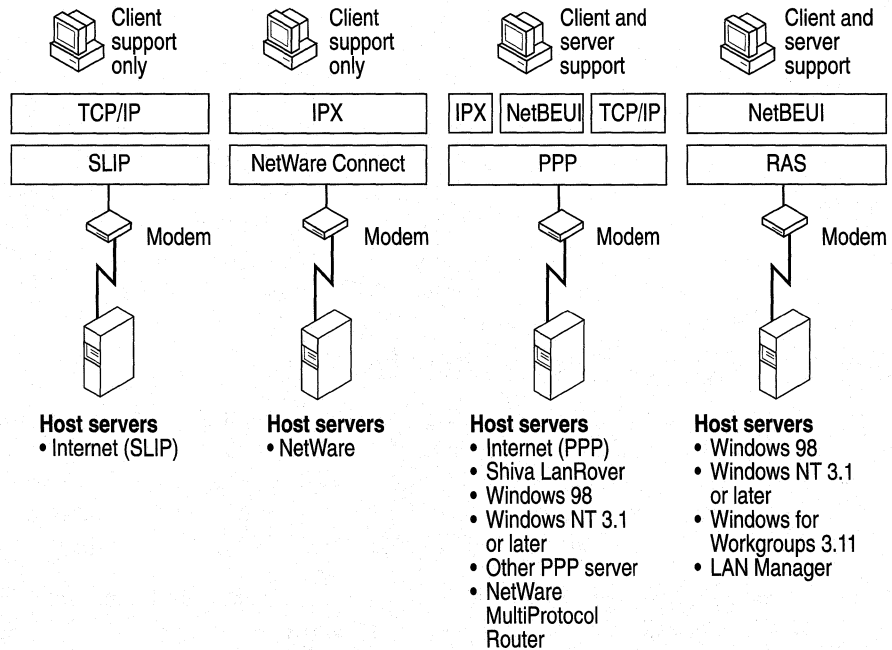 Client
support
only
TCP/IP
SLIP
Modem
Host servers
• Internet (SLIP)
Client
support
only
IPX
NetWare Connect
Modem
Host servers
• NetWare
Client and
server
support
IPX
NetBEUI
TCP/IP
PPP
Modem
Host servers
• Internet (PPP)
• Shiva LanRover
• Windows 98
• Windows NT 3.1
or later
• Other PPP server
• NetWare
MultiProtocol
Router
Client and
server
support
NetBEUI
RAS
Modem
Host servers
• Windows 98
• Windows NT 3.1
or later
• Windows for
Workgroups 3.11
• LAN Manager